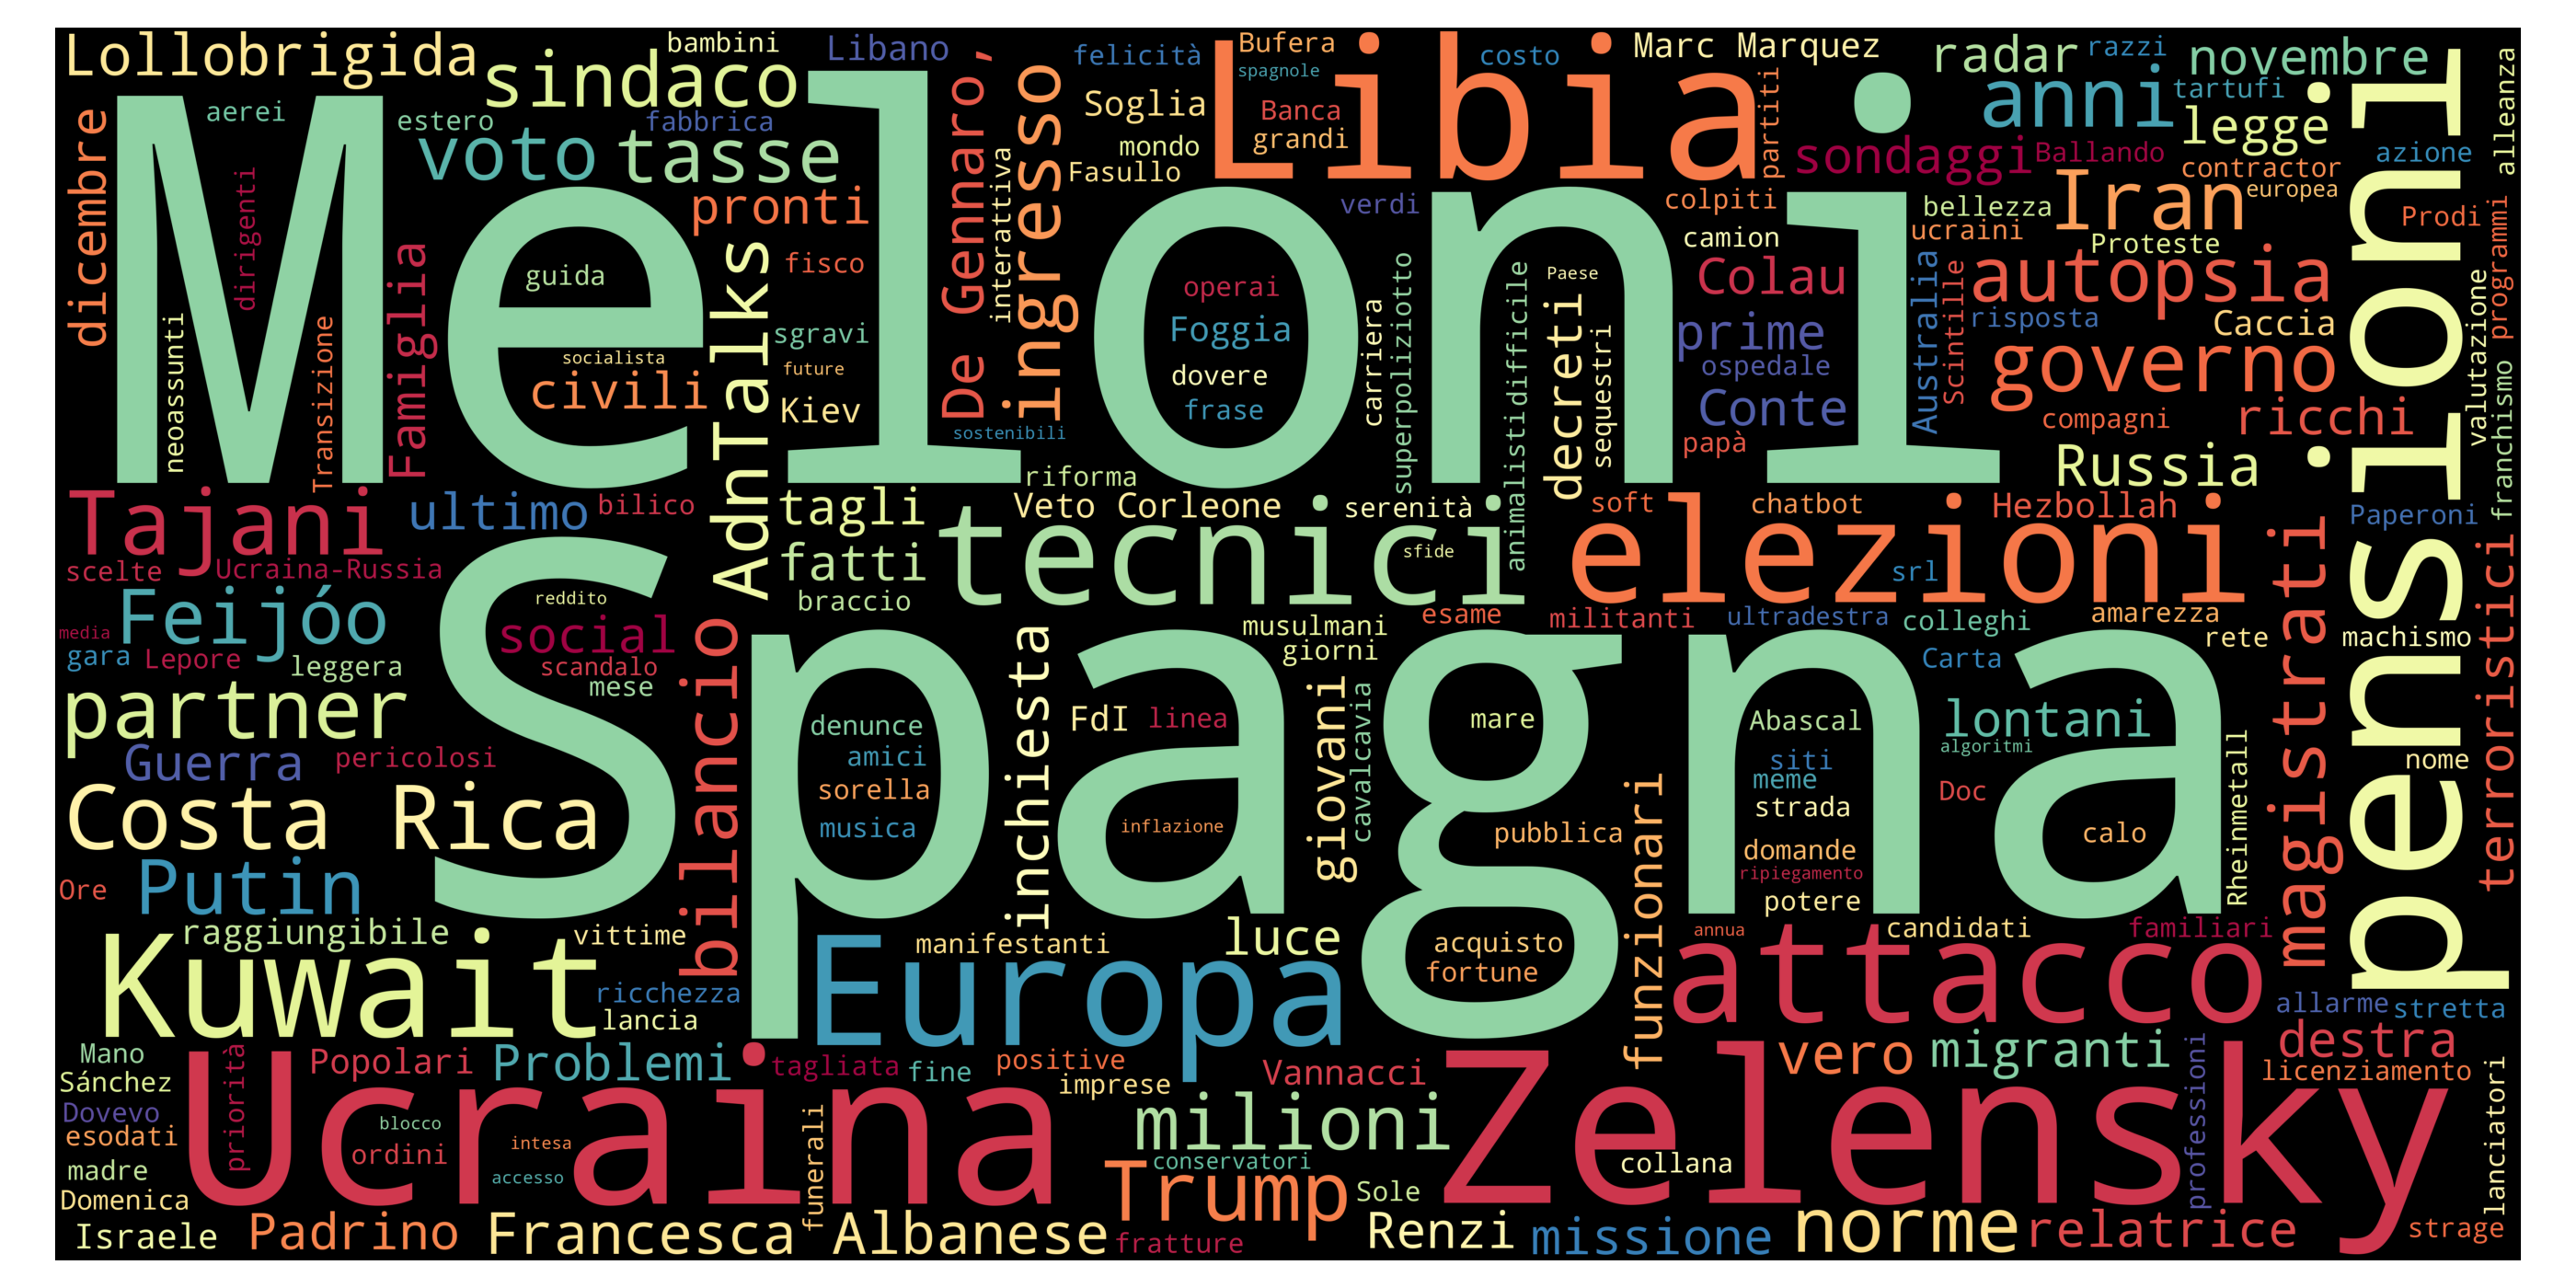 Lollobrigida
bambini
Libano
felicità
Bufera
spagnole
costo
Marc Marquez
radar
razzi
novembre
sindaco
Libia
anni
tartufi
alleanza
dicembre
aerei
estero
fabbrica
De Gennaro,
ingresso
Soglia
Banca
grandi
partiti
legge
voto
tasse
mondo
Fasullo
interattiva
sondaggi
Ballando
contractor
azione
europea
dirigenti
Meloni
pronti
verdi
colpiti
bellezza
Iran
Prodi
programmi
Famiglia
AdnTalks
camion
ucraini
Proteste
guida
fisco
operai
superpoliziotto
Paese
Colau
Australia
Scintille
autopsia
pensioni
neoassunti
Transizione
sgravi
Foggia
carriera
difficile
decreti
sequestri
prime
risposta
Caccia
valutazione
socialista
future
dovere
ospedale
governo
civili
Kiev
frase
Conte
compagni
ricchi
franchismo
sostenibili
papà
Russia
riforma
Tajani
ultimo
bilico
tagli
Veto Corleone
serenità
animalisti
soft
chatbot
Hezbollah
Paperoni
tecnici
elezioni
magistrati
terroristici
scelte
Ucraina-Russia
fatti
sfide
srl
reddito
braccio
Feijóo
social
bilancio
esame
militanti
ultradestra
colleghi
amarezza
media
musulmani
rete
machismo
gara
Lepore
leggera
scandalo
giorni
Carta
mese
inchiesta
giovani
cavalcavia
partner
Spagna
denunce
FdI
linea
mare
Abascal
lontani
algoritmi
Guerra
pericolosi
amici
siti
nome
meme
sorella
Doc
Rheinmetall
Costa Rica
strada
musica
inflazione
pubblica
funzionari
calo
domande
ripiegamento
Putin
Ore
potere
raggiungibile
vittime
manifestanti
luce
acquisto
annua
candidati
familiari
Kuwait
Europa
fortune
attacco
ricchezza
allarme
stretta
lancia
Mano
priorità
Popolari
Problemi
tagliata
fine
positive
Vannacci
vero
migranti
destra
Sánchez
imprese
professioni
licenziamento
lanciatori
Dovevo
Ucraina
milioni
Zelensky
blocco
funerali
esodati
ordini
intesa
madre
accesso
conservatori
collana
Domenica
Trump
Sole
Israele
Padrino
Francesca
Albanese
fratture
Renzi
missione
norme
relatrice
strage